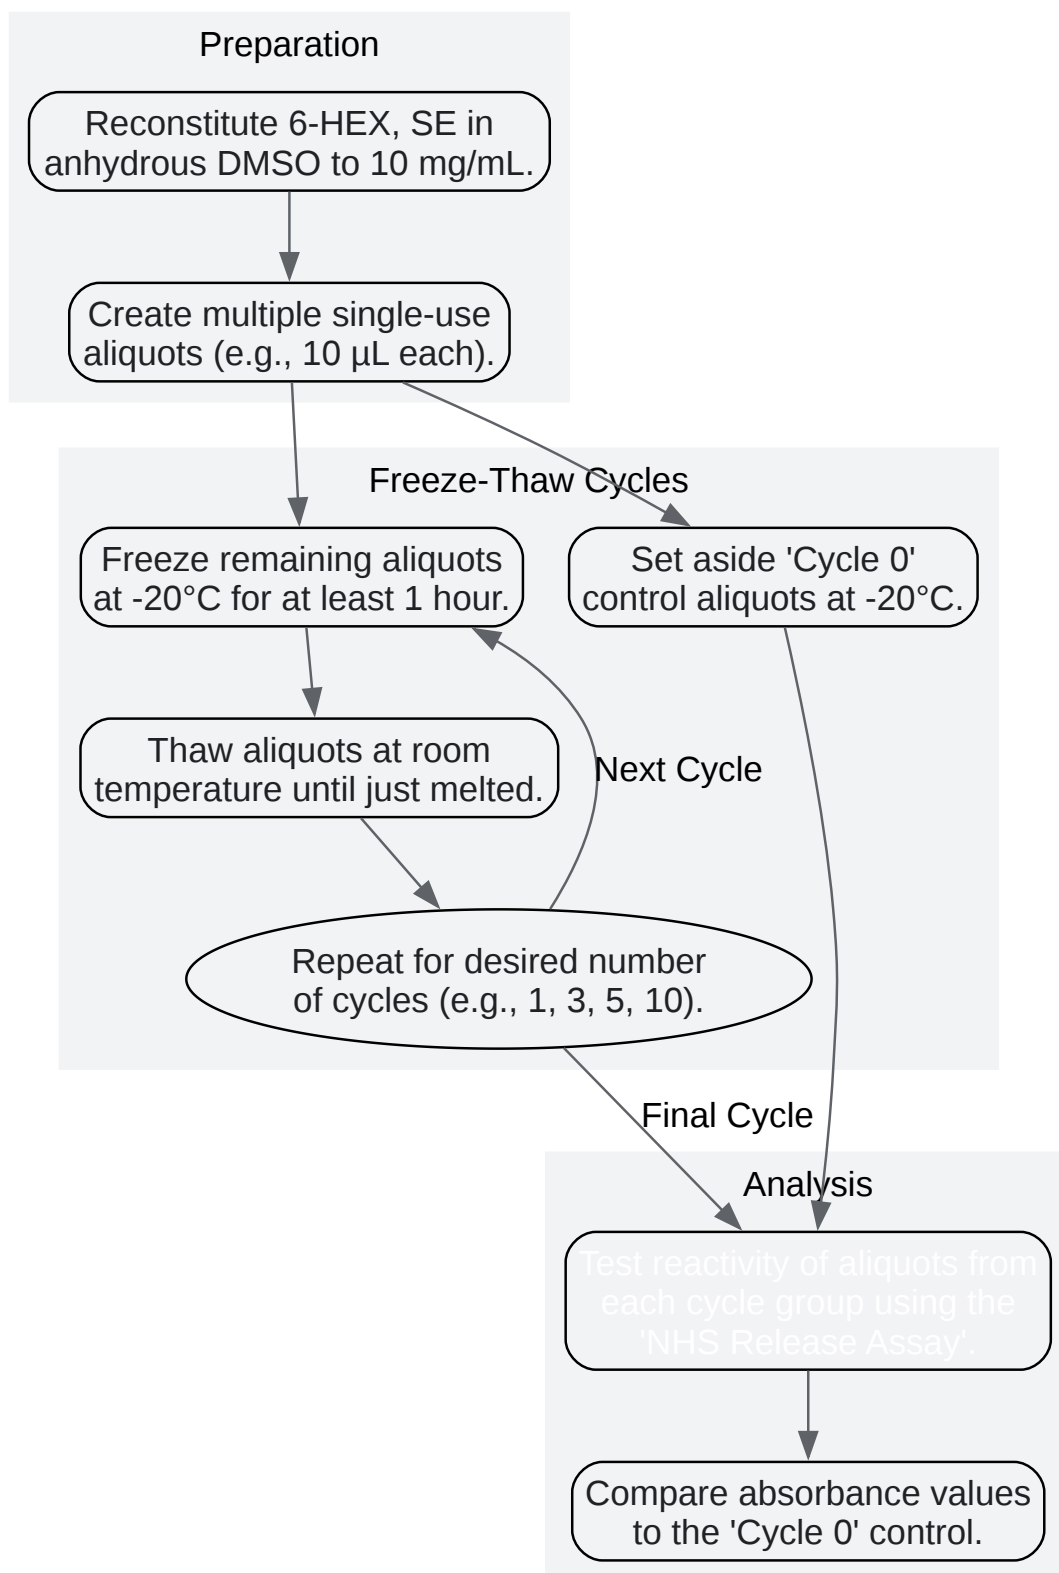 Preparation
Reconstitute 6-HEX, SE in
anhydrous DMSO to 10 mg/mL.
Create multiple single-use
aliquots (e.g., 10 µL each).
Freeze-Thaw Cycles
Freeze remaining aliquots
at -20°C for at least 1 hour.
Set aside 'Cycle 0'
control aliquots at -20°C.
Thaw aliquots at room
temperature until just melted.
Next Cycle
Repeat for desired number
of cycles (e.g., 1, 3, 5, 10).
Final Cycle
Analysis
Test reactivity of aliquots from
each cycle group using the
'NHS Release Assay'.
Compare absorbance values
to the 'Cycle 0' control.